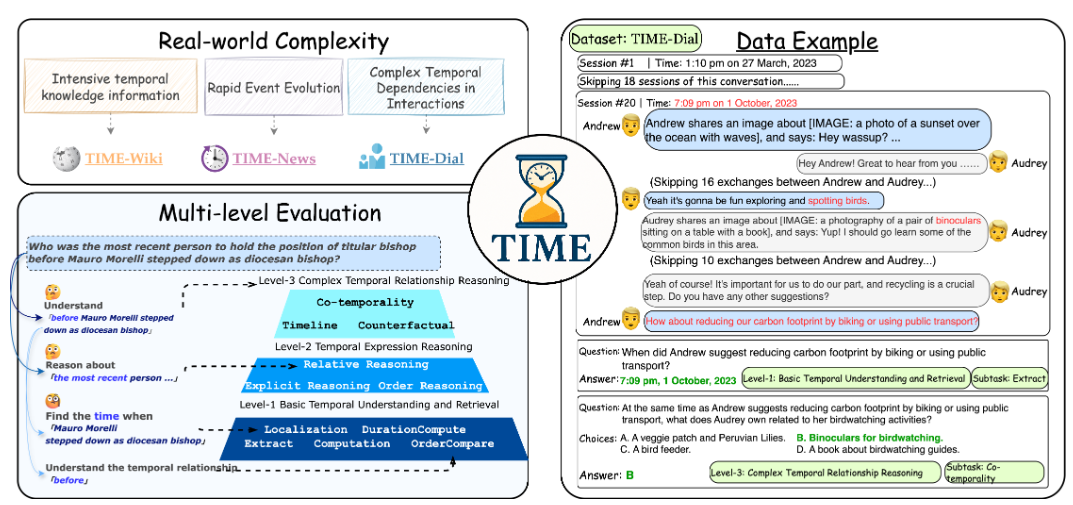 Real-world Complexity
Intensive temporal
knowledge information
Rapid Event Evolution
Complex Temporal
Dependencies in
Interactions
TIME-Wiki
TIME-News
TIME-Dial
Multi-level Evaluation
Who was the most recent person to hold the position of titular bishop
before Mauro Morelli stepped down as diocesan bishop?
Level-3 Complex Temporal Relationship Reasoning
Co-temporality
Timeline Counterfactual
Level-2 Temporal Expression Reasoning
Relative Reasoning
Explicit Reasoning Order Reasoning
Level-1 Basic Temporal Understanding and Retrieval
Localization DurationCompute
Extract Computation OrderCompare
Understand
「before Mauro Morelli stepped
down as diocesan bishop」
Reason about
「the most recent person ...」
Find the time when
「Mauro Morelli
stepped down as diocesan bishop」
Understand the temporal relationship
「before」
TIME
Dataset: TIME-Dial
Data Example
Session #1 | Time: 1:10 pm on 27 March, 2023
Skipping 18 sessions of this conversation......
Session #20 | Time: 7:09 pm on 1 October, 2023
Andrew
Andrew shares an image about [IMAGE: a photo of a sunset over
the ocean with waves], and says: Hey wassup? ...
Hey Andrew! Great to hear from you ......
Audrey
(Skipping 16 exchanges between Andrew and Audrey...)
Yeah it's gonna be fun exploring and spotting birds.
Audrey shares an image about [IMAGE: a photography of a pair of binoculars
sitting on a table with a book], and says: Yup! I should go learn some of the
common birds in this area.
Audrey
(Skipping 10 exchanges between Andrew and Audrey...)
Yeah of course! It's important for us to do our part, and recycling is a crucial
step. Do you have any other suggestions?
Audrey
Andrew
How about reducing our carbon footprint by biking or using public transport?
Question: When did Andrew suggest reducing carbon footprint by biking or using public
transport?
Answer: 7:09 pm, 1 October, 2023
Level-1: Basic Temporal Understanding and Retrieval
Subtask: Extract
Question: At the same time as Andrew suggests reducing carbon footprint by biking or using public
transport, what does Audrey own related to her birdwatching activities?
Choices: A. A veggie patch and Peruvian Lilies. B. Binoculars for birdwatching.
C. A bird feeder. D. A book about birdwatching guides.
Answer: B
Level-3: Complex Temporal Relationship Reasoning
Subtask: Co-
temporality